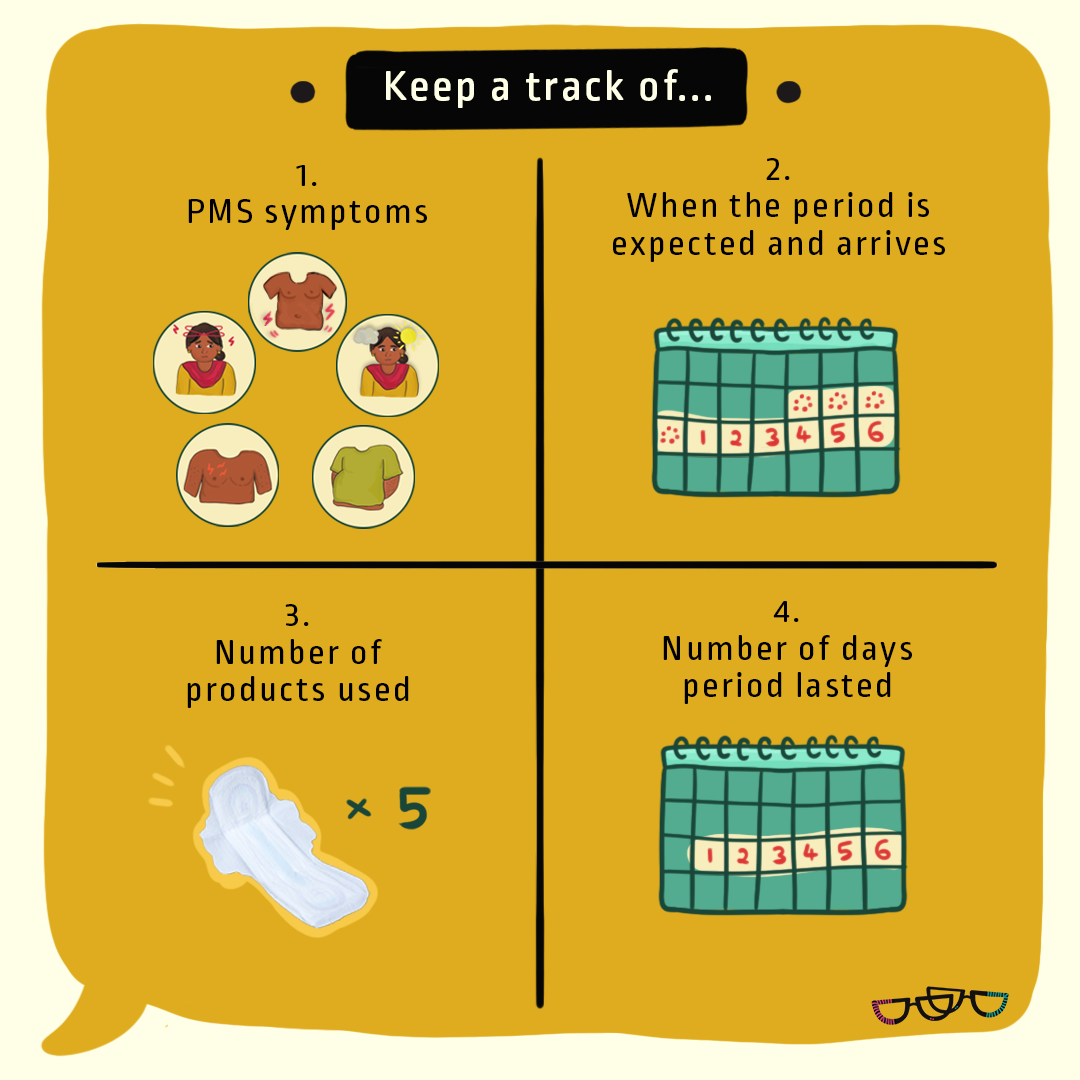 Keep a track of...
1.
PMS symptoms
2.
When the period is
expected and arrives
1 2 3 4 5 6
3.
Number of
products used
× 5
4.
Number of days
period lasted
1 2 3 4 5 6